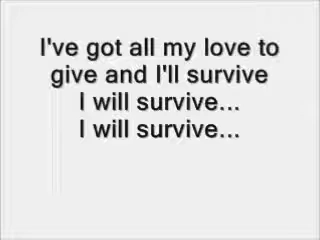 I've got all my love to
give and I'll survive
I will survive...
I will survive...